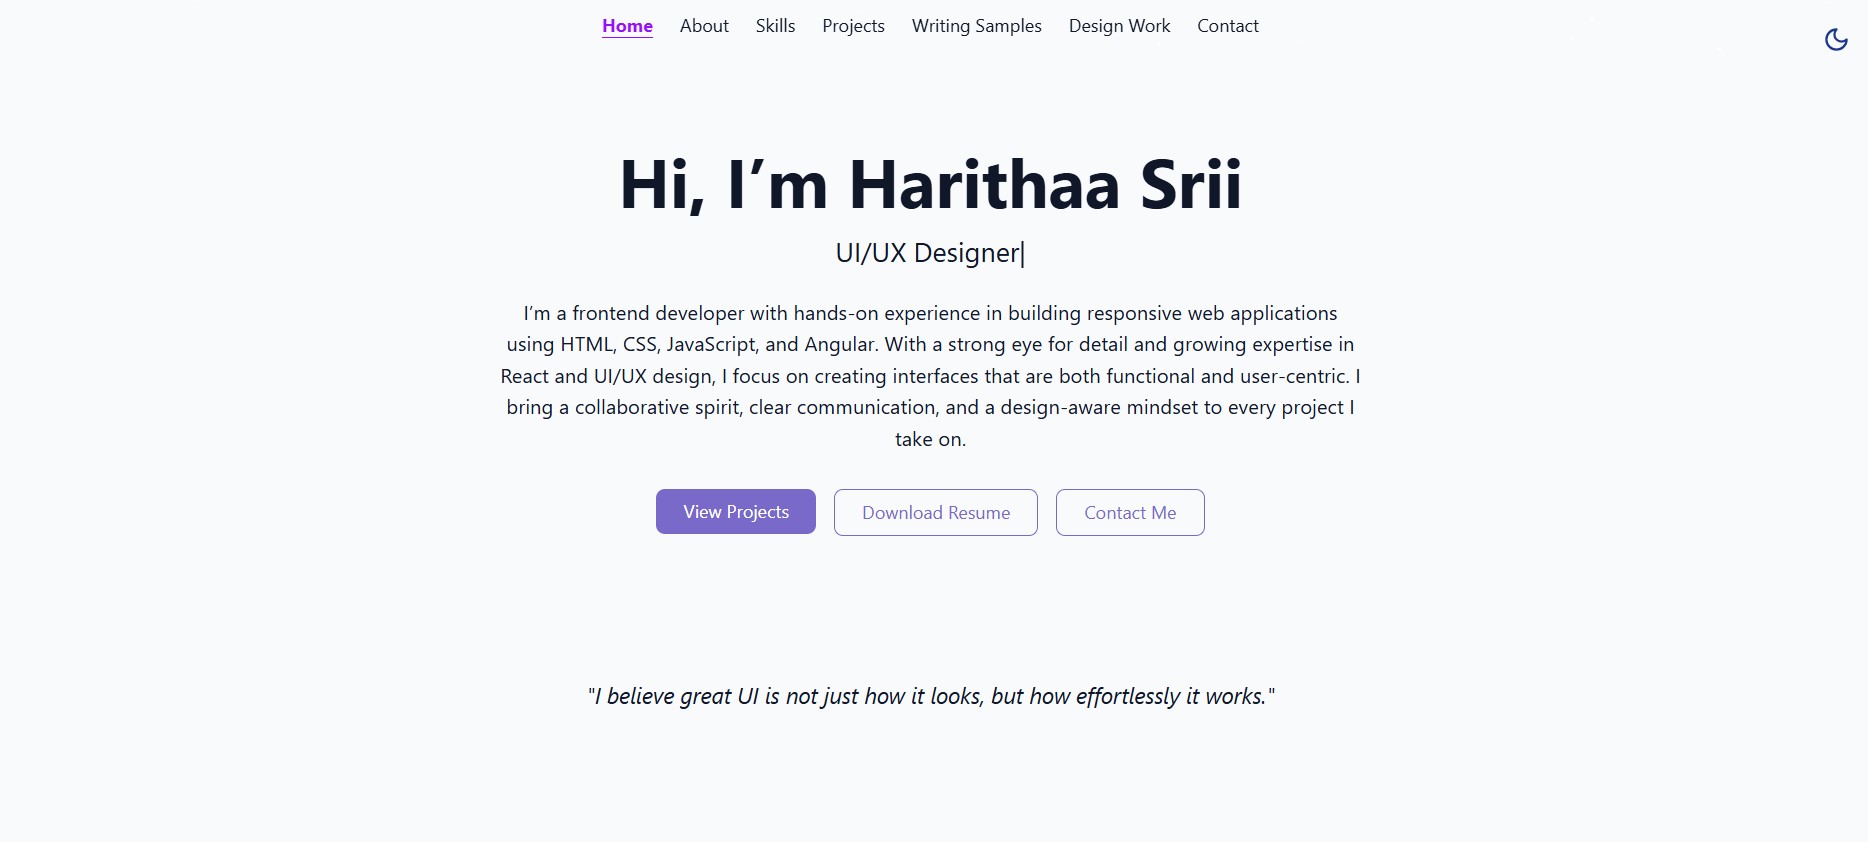 Home About Skills Projects Writing Samples Design Work Contact
Hi, I’m Harithaa Srii
UI/UX Designer|
I’m a frontend developer with hands-on experience in building responsive web applications
using HTML, CSS, JavaScript, and Angular. With a strong eye for detail and growing expertise in
React and UI/UX design, I focus on creating interfaces that are both functional and user-centric. I
bring a collaborative spirit, clear communication, and a design-aware mindset to every project I
take on.
View Projects Download Resume Contact Me
"I believe great UI is not just how it looks, but how effortlessly it works."